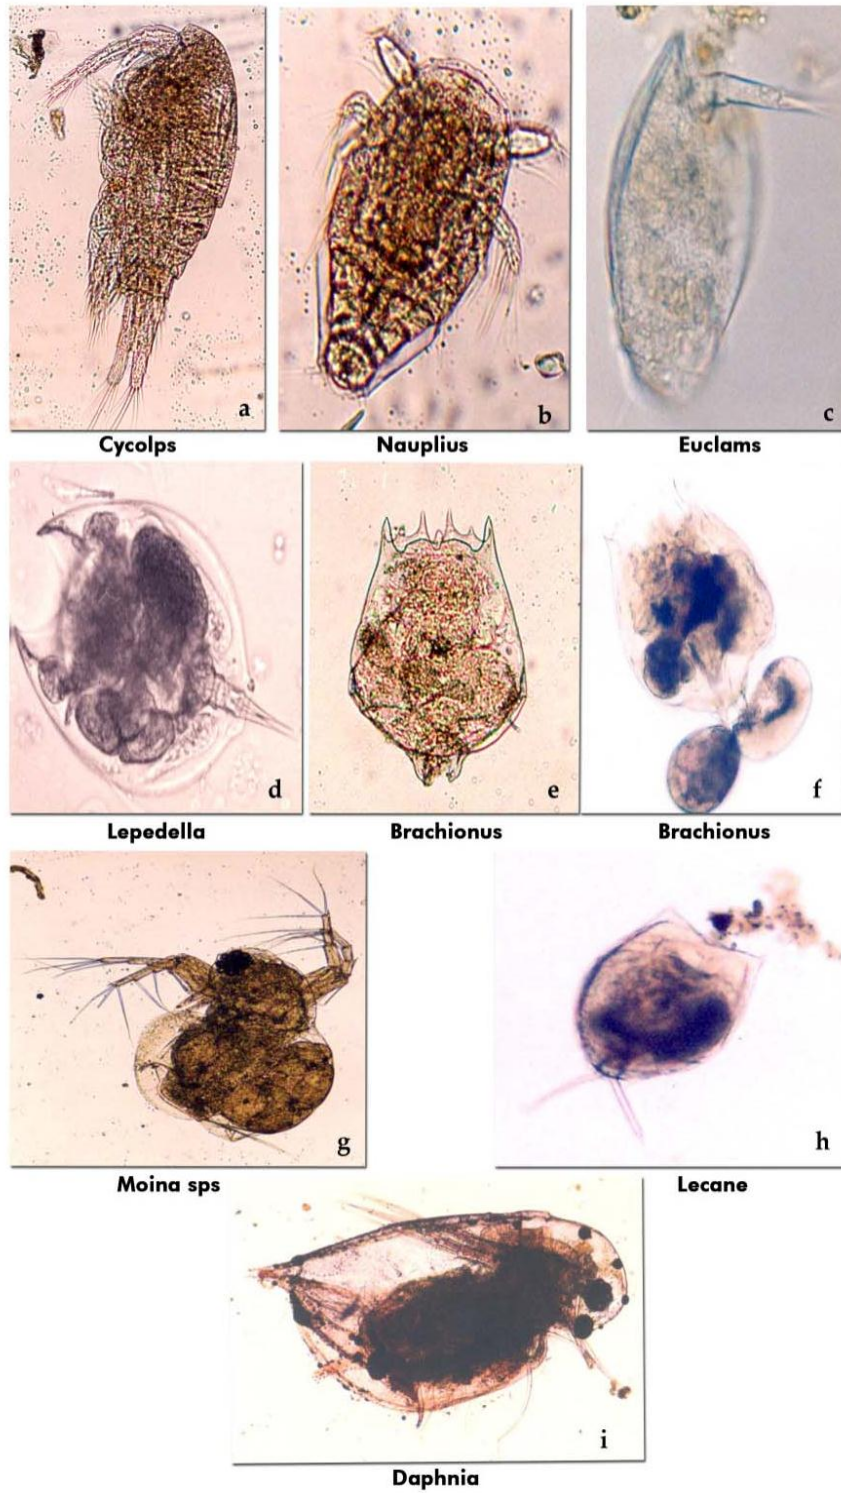 a b c
Cycolps Nauplius Euclams
d e f
Lepedella Brachionus Brachionus
g h
Moina sps Lecane
i
Daphnia